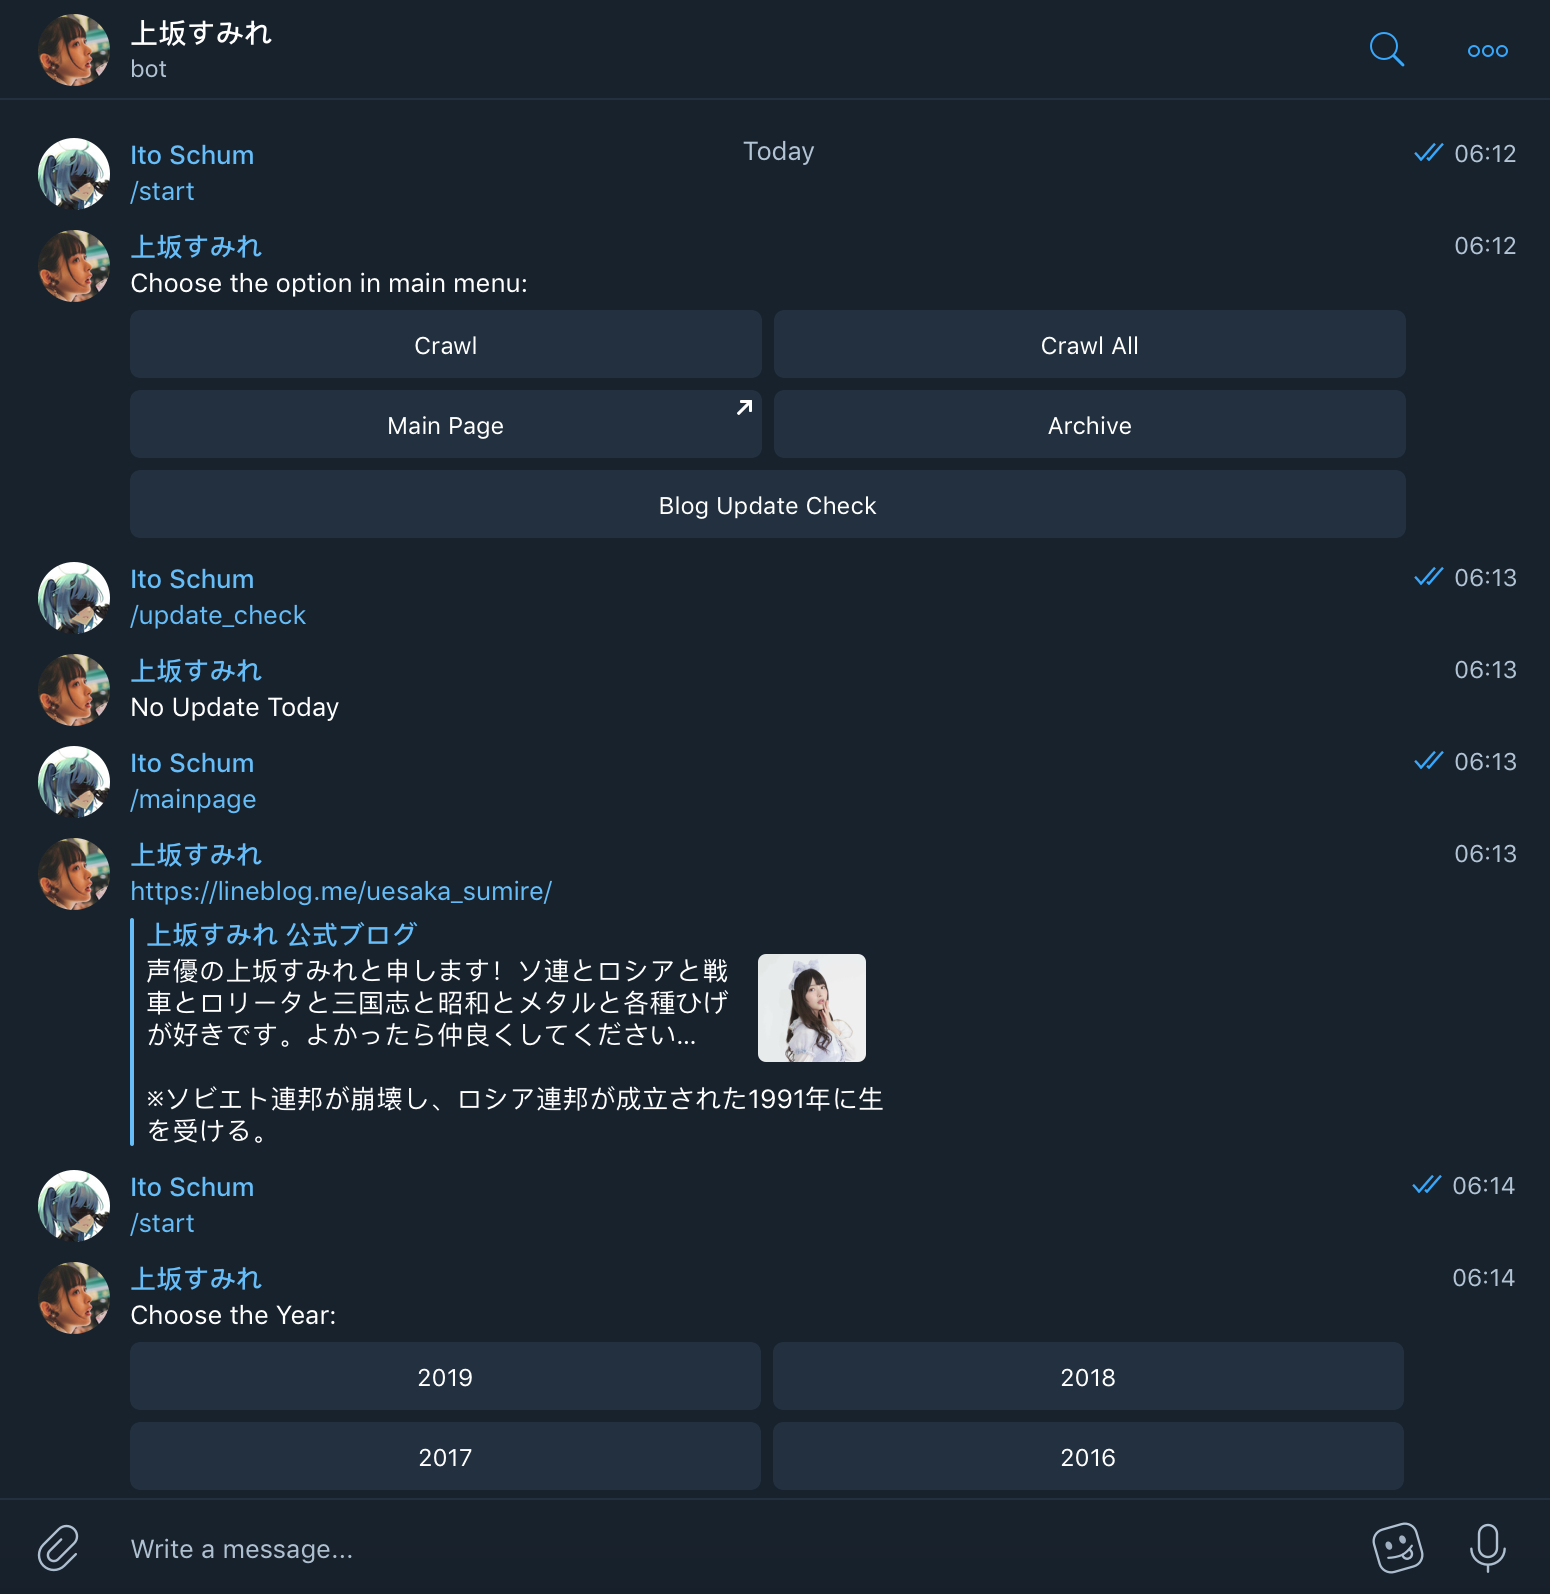 上坂すみれ
bot
Today
Ito Schum
06:12
/start
上坂すみれ
06:12
Choose the option in main menu:
Crawl
Crawl All
Main Page
Archive
Blog Update Check
Ito Schum
06:13
/update_check
上坂すみれ
06:13
No Update Today
Ito Schum
06:13
/mainpage
上坂すみれ
06:13
https://lineblog.me/uesaka_sumire/
上坂すみれ 公式ブログ
声優の上坂すみれと申します！ソ連とロシアと戦
車とロリータと三国志と昭和とメタルと各種ひげ
が好きです。よかったら仲良くしてください...
※ソビエト連邦が崩壊し、ロシア連邦が成立された1991年に生
を受ける。
Ito Schum
06:14
/start
上坂すみれ
06:14
Choose the Year:
2019
2018
2017
2016
Write a message...